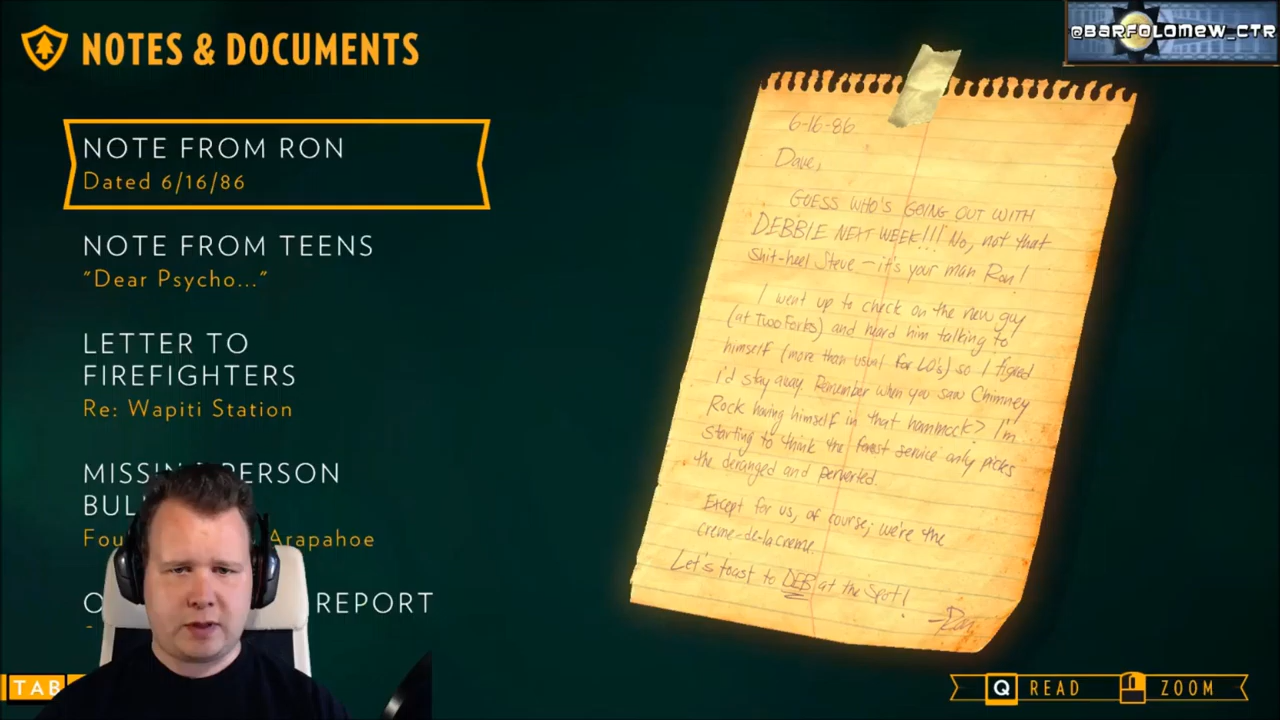 NOTES & DOCUMENTS
@BARFOLOMEW_CTR
NOTE FROM RON
Dated 6/16/86
NOTE FROM TEENS
"Dear Psycho..."
LETTER TO
FIREFIGHTERS
Re: Wapiti Station
MISSING PERSON
BUL
Fou Arapahoe
O REPORT
6-16-86
Dave,
GUESS WHO'S GOING OUT WITH
DEBBIE NEXT WEEK!!! No, not that
shit-heel Steve - it's your man Ron!
I went up to check on the new guy
(at Two Forks) and heard him talking to
himself (more than usual for LO's) so I figred
i'd stay away. Remember when you saw Chimney
Rock having himself in that hammock? I'm
starting to think the forest service only picks
the deranged and perverted.
Except for us, of course; we're the
creme-de-la creme.
Let's toast to DEB at the spot!
-Ron
TAB
Q READ
ZOOM